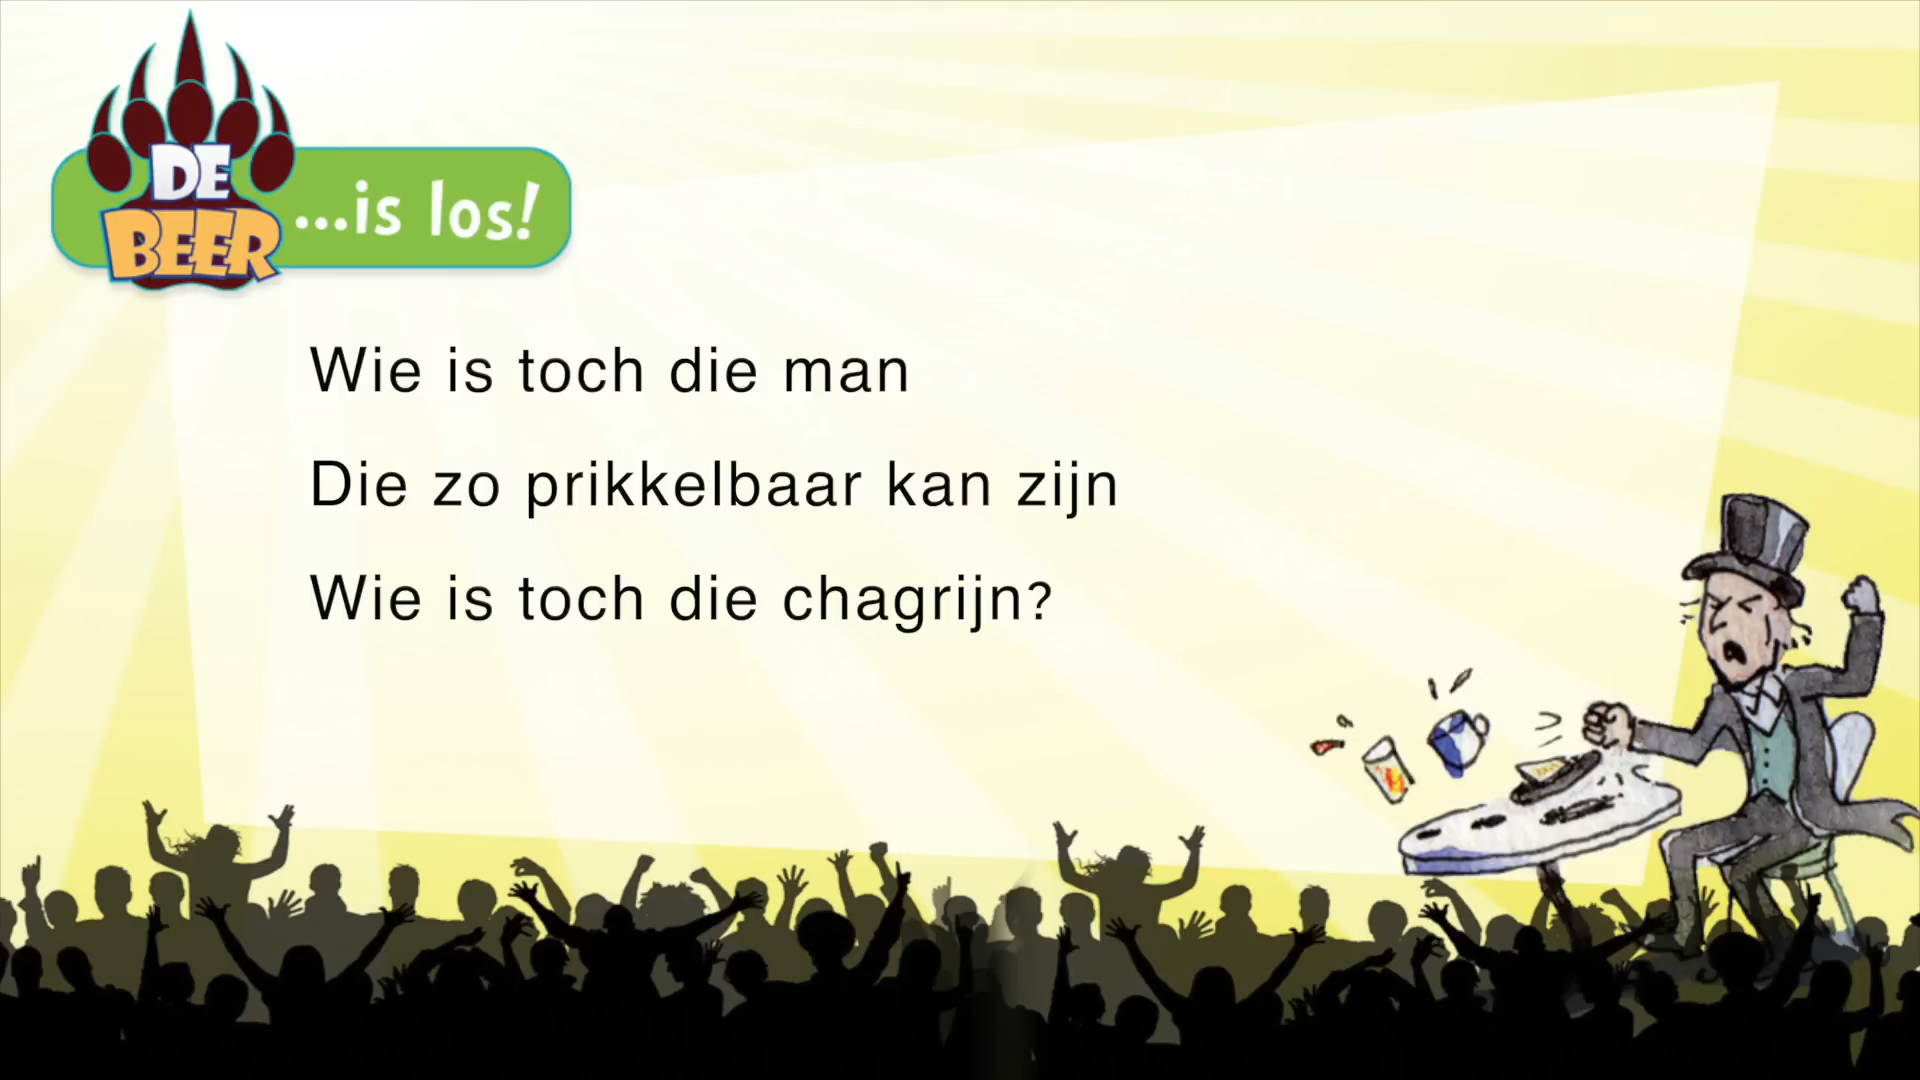 DE
BEER
...is los!
Wie is toch die man
Die zo prikkelbaar kan zijn
Wie is toch die chagrijn?